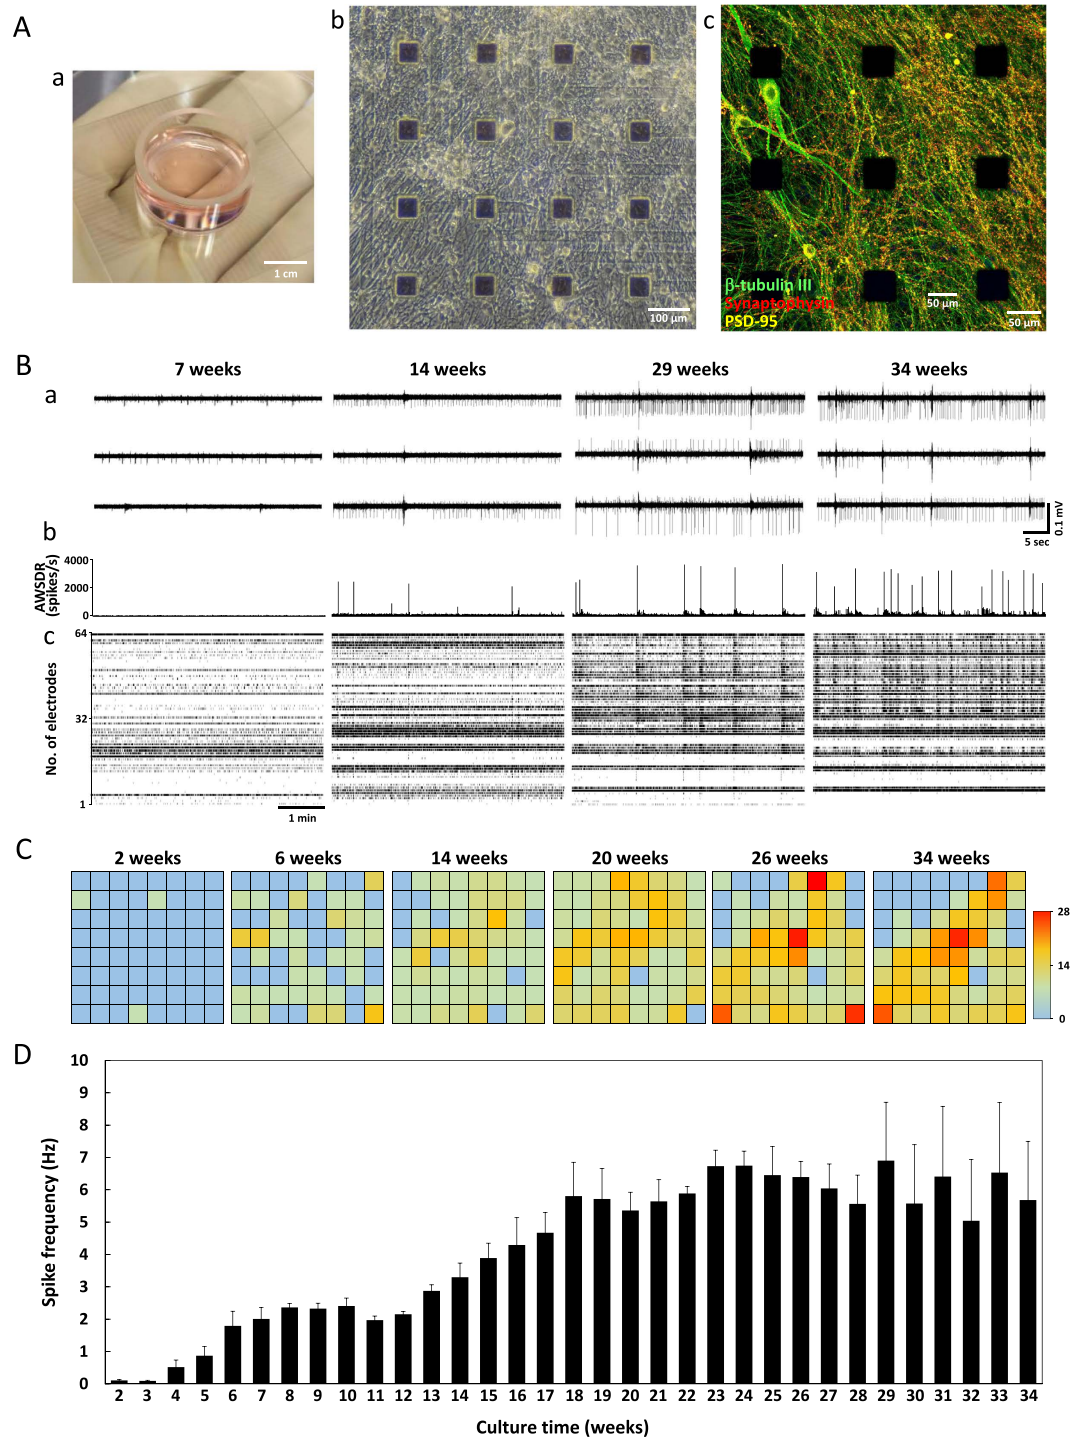 A
a
1 cm
b
100 μm
c
β-tubulin III
Synaptophysin
PSD-95
50 μm
50 μm
B
7 weeks
14 weeks
29 weeks
34 weeks
a
0.1 mV
5 sec
b
AWSDR
(spikes/s)
4000
2000
0
c
No. of electrodes
64
32
1
1 min
C
2 weeks
6 weeks
14 weeks
20 weeks
26 weeks
34 weeks
28
14
0
D
Spike frequency (Hz)
10
9
8
7
6
5
4
3
2
1
0
2 3 4 5 6 7 8 9 10 11 12 13 14 15 16 17 18 19 20 21 22 23 24 25 26 27 28 29 30 31 32 33 34
Culture time (weeks)